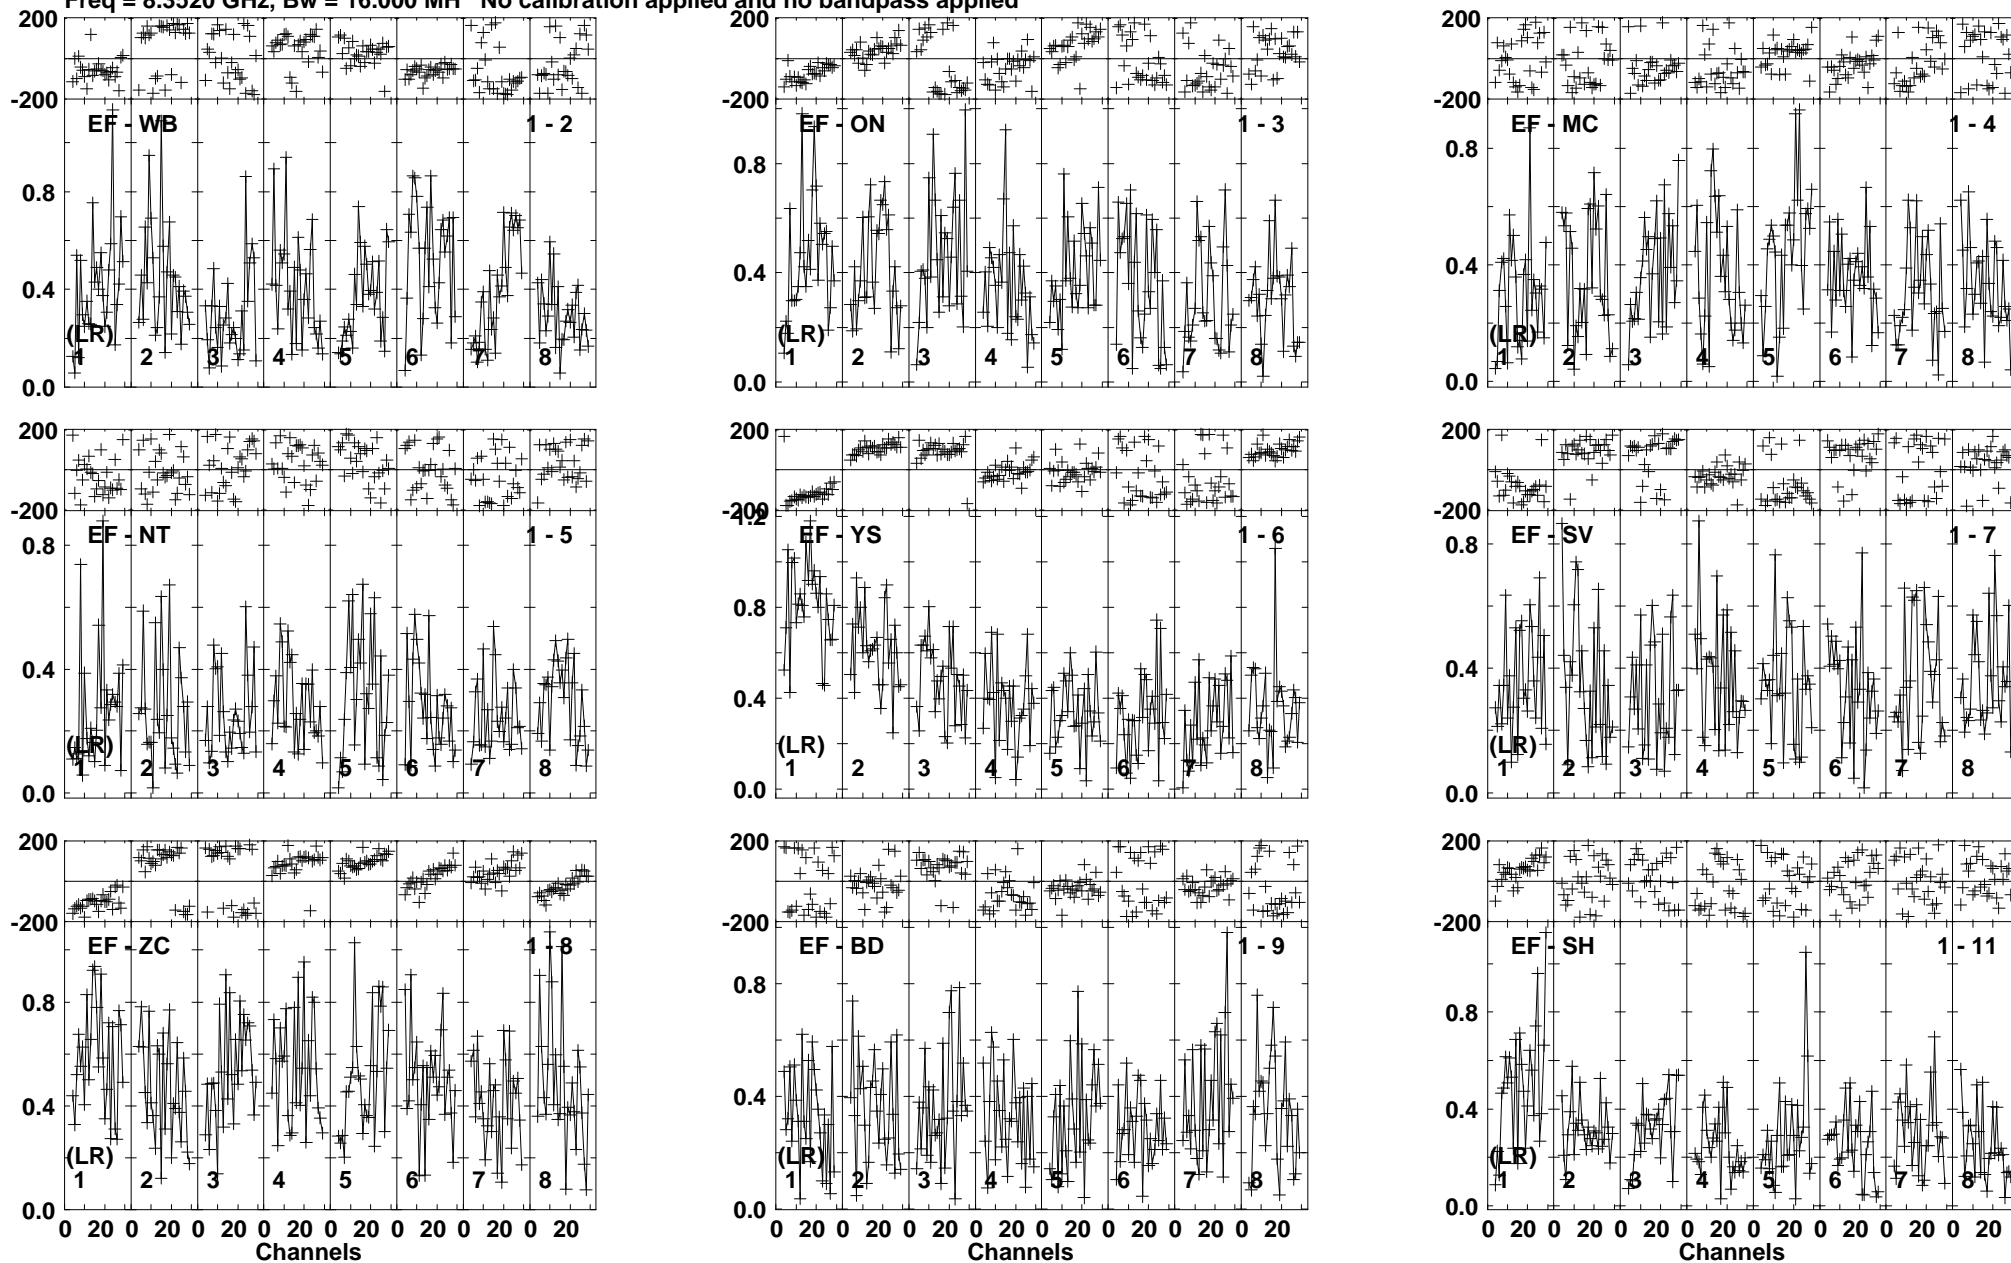 Freq = 8.3520 GHz, Bw = 16.000 MH No calibration applied and no bandpass applied
200 200 200
-200 -200 -200
EF - WB 1 - 2 EF - ON 1 - 3 EF - MC 1 - 4
0.8 0.8 0.8
0.4 0.4 0.4
(LR) (LR) (LR)
1 2 3 4 5 6 7 8 1 2 3 4 5 6 7 8 1 2 3 4 5 6 7 8
0.0 0.0 0.0
200 200 200
-200 -200 -200
1.2
EF - NT 1 - 5 EF - YS 1 - 6 EF - SV 1 - 7
0.8 0.8 0.8
0.4 0.4 0.4
(LR) (LR) (LR)
1 2 3 4 5 6 7 8 1 2 3 4 5 6 7 8 1 2 3 4 5 6 7 8
0.0 0.0 0.0
200 200 200
-200 -200 -200
EF - ZC 1 - 8 EF - BD 1 - 9 EF - SH 1 - 11
0.8 0.8 0.8
0.4 0.4 0.4
(LR) (LR) (LR)
1 2 3 4 5 6 7 8 1 2 3 4 5 6 7 8 1 2 3 4 5 6 7 8
0.0 0.0 0.0
0 20 0 20 0 20 0 20 0 20 0 20 0 20 0 20 0 20 0 20 0 20 0 20 0 20 0 20 0 20 0 20 0 20 0 20 0 20 0 20 0 20 0 20 0 20 0 20
Channels Channels Channels